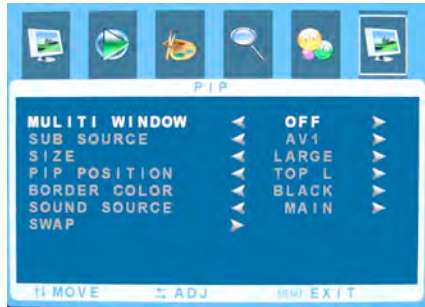 PIP
MULITI WINDOW OFF
SUB SOURCE AV1
SIZE LARGE
PIP POSITION TOP L
BORDER COLOR BLACK
SOUND SOURCE MAIN
SWAP
MOVE ADJ MENU EXIT